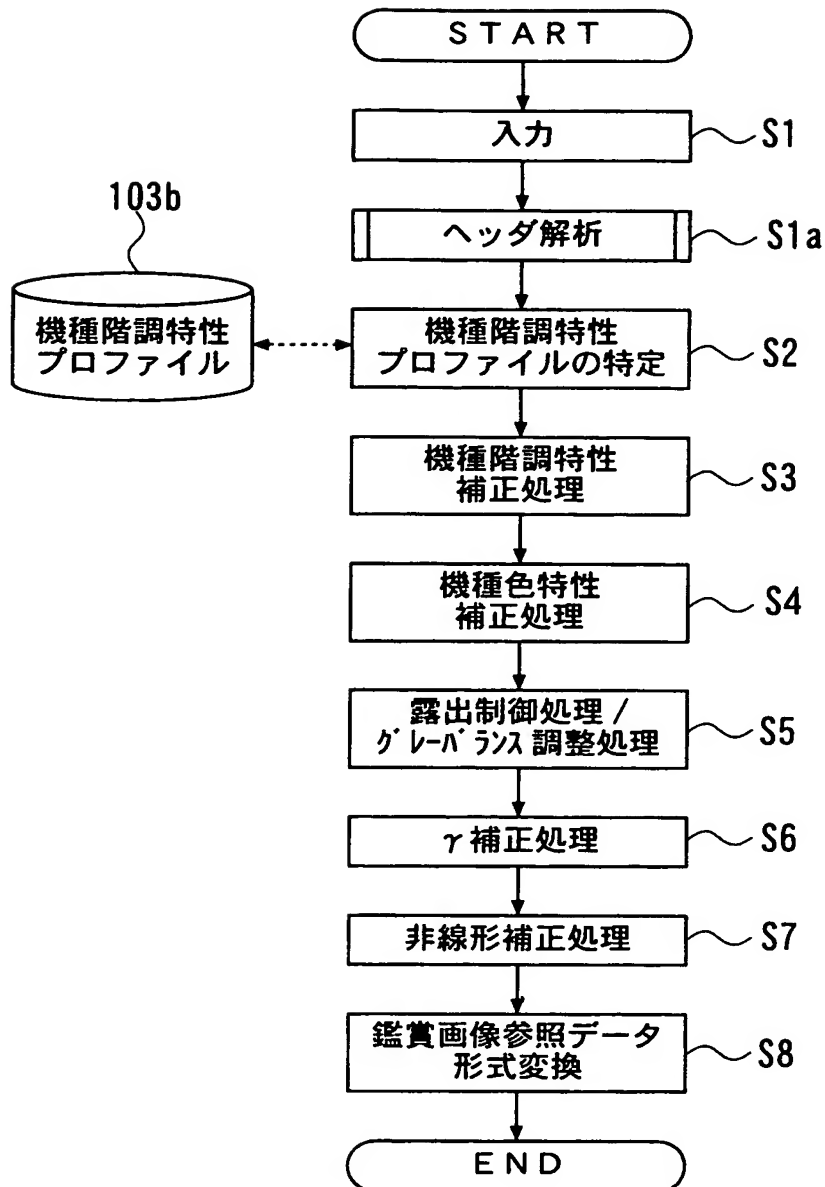 START
入力
S1
ヘッダ解析
S1a
103b
機種階調特性
プロファイル
機種階調特性
プロファイルの特定
S2
機種階調特性
補正処理
S3
機種色特性
補正処理
S4
露出制御処理/
グレーバランス調整処理
S5
γ補正処理
S6
非線形補正処理
S7
鑑賞画像参照データ
形式変換
S8
END